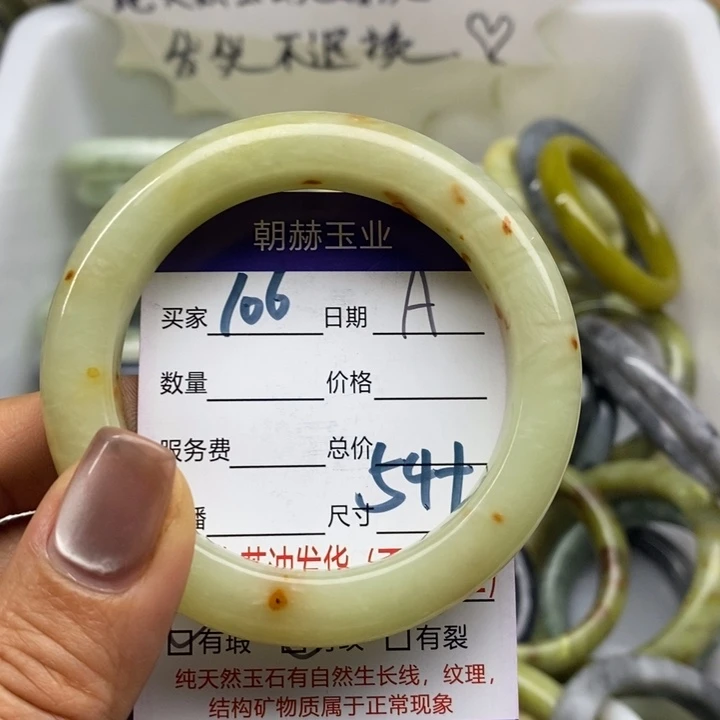 售出不退换
朝赫玉业
买家 106 日期 A
数量 价格
服务费 总价
播 尺寸 54+
有瑕 有裂
纯天然玉石有自然生长线，纹理，
结构矿物质属于正常现象